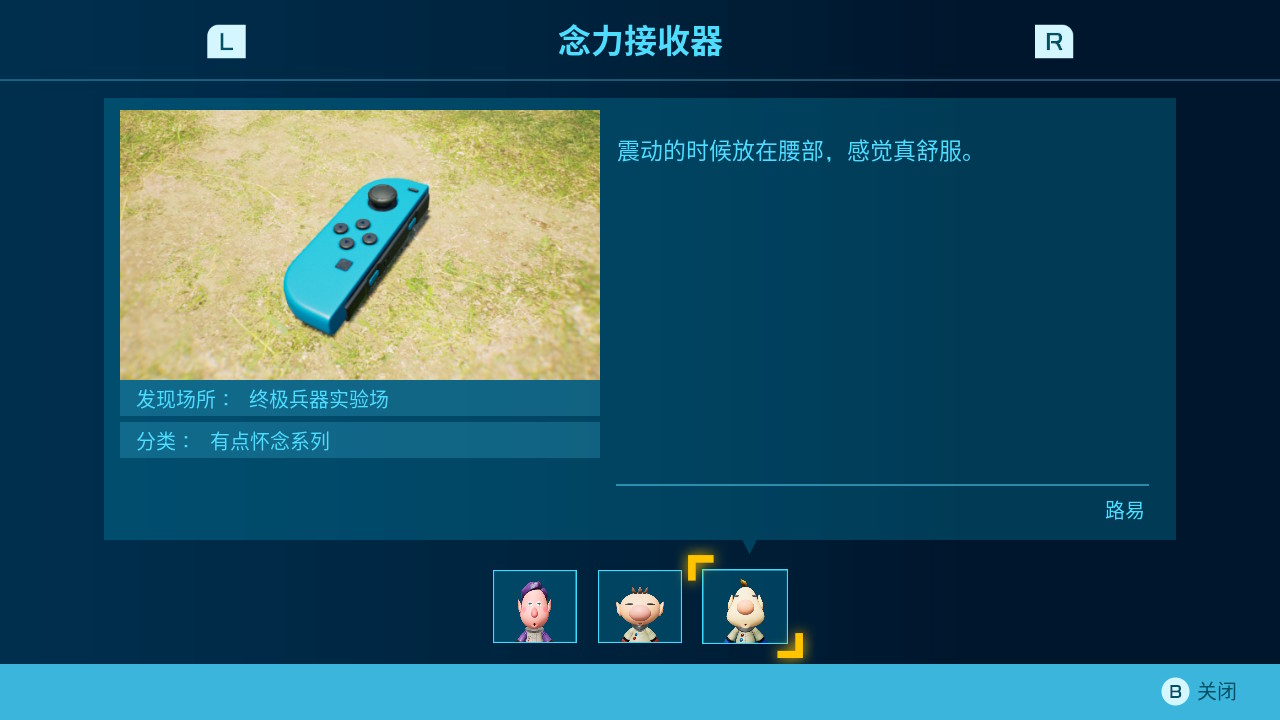 L
念力接收器
R
震动的时候放在腰部，感觉真舒服。
发现场所： 终极兵器实验场
分类： 有点怀念系列
路易
B 关闭